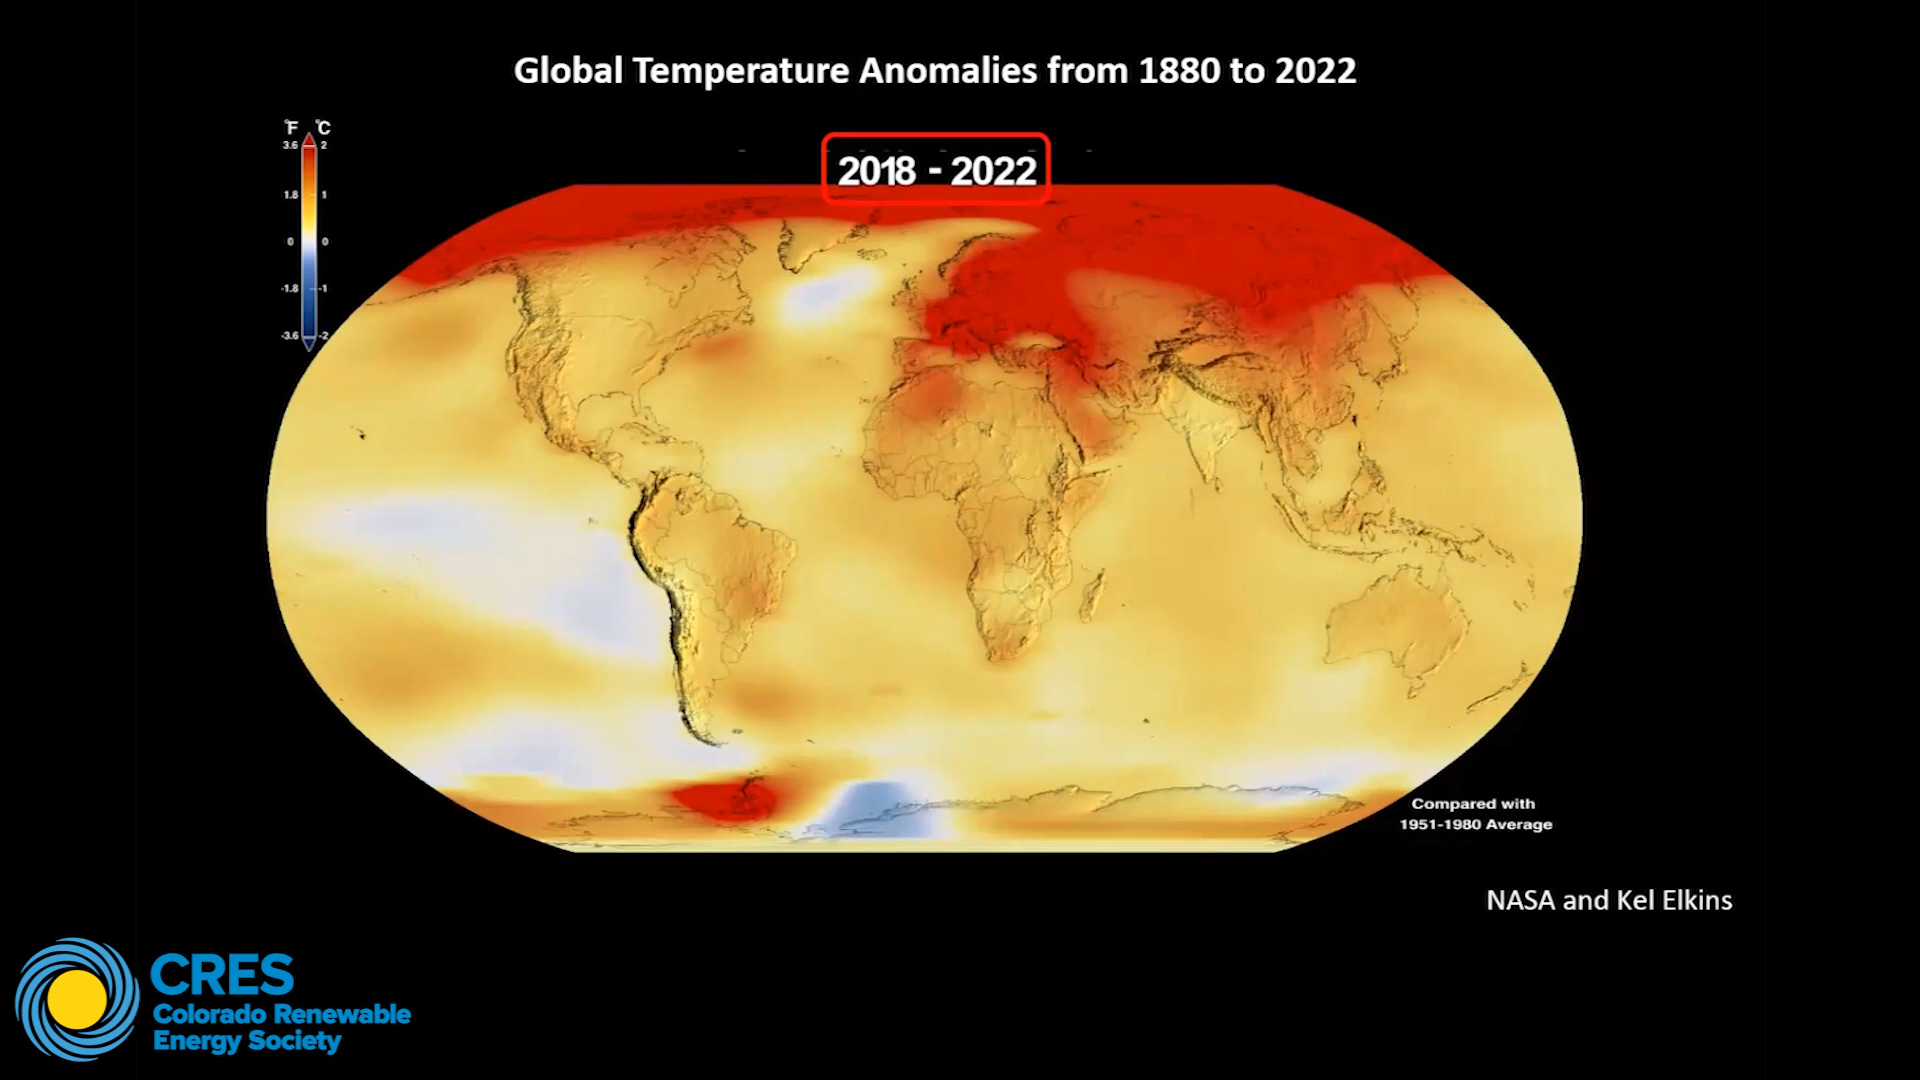 Global Temperature Anomalies from 1880 to 2022
°F °C
3.6 2
2018 - 2022
1.8 1
0 0
-1.8 -1
-3.6 -2
Compared with
1951-1980 Average
NASA and Kel Elkins
CRES
Colorado Renewable
Energy Society